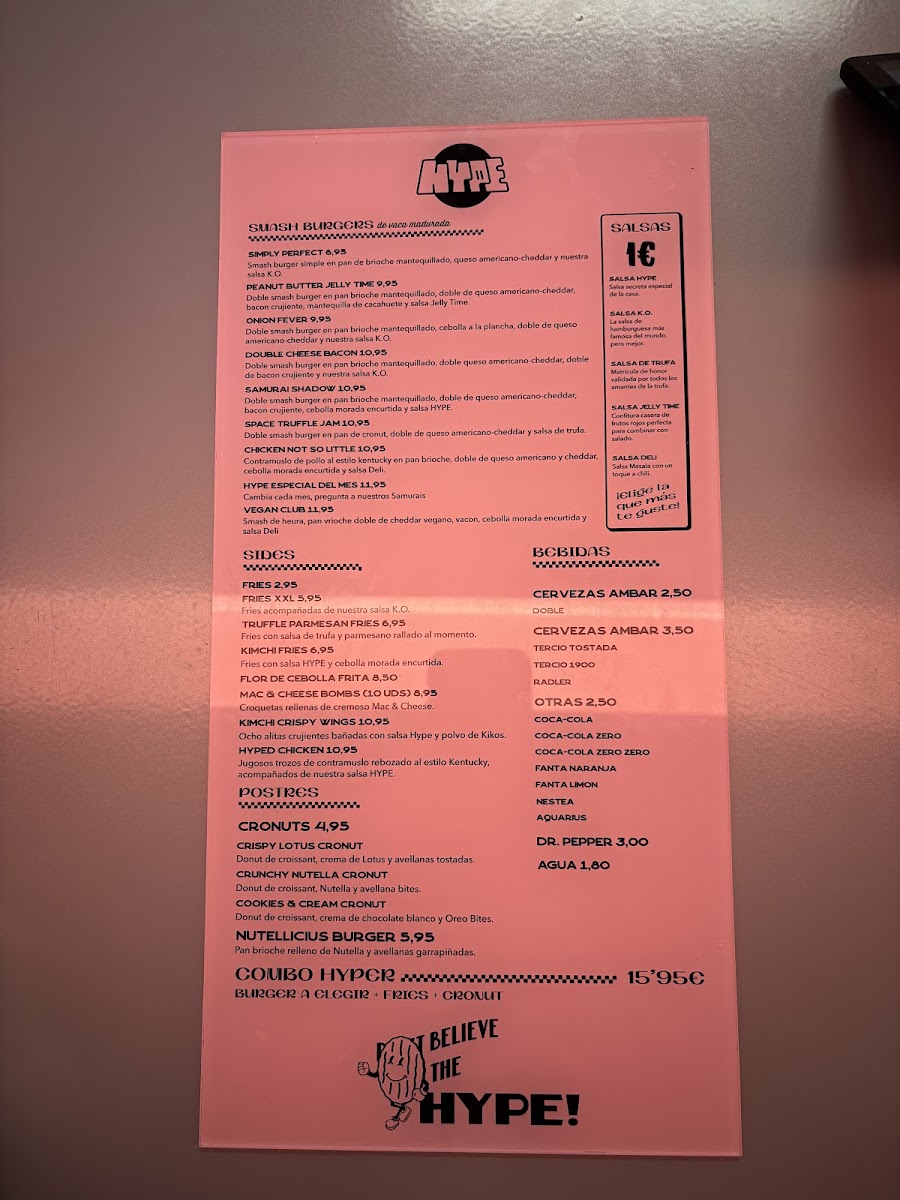 HYPE
SMASH BURGERS de vaca madurada
SIMPLY PERFECT 6,95
Smash burger simple en pan de brioche mantequillado, queso americano-cheddar y nuestra
salsa K.O.
PEANUT BUTTER JELLY TIME 9,95
Doble smash burger en pan brioche mantequillado, doble de queso americano-cheddar,
bacon crujiente, mantequilla de cacahuete y salsa Jelly Time.
ONION FEVER 9,95
Doble smash burger en pan brioche mantequillado, cebolla a la plancha, doble de queso
americano-cheddar y nuestra salsa K.O.
DOUBLE CHEESE BACON 10,95
Doble smash burger en pan brioche mantequillado, doble queso americano-cheddar, doble
de bacon crujiente y nuestra salsa K.O.
SAMURAI SHADOW 10,95
Doble smash burger en pan brioche mantequillado, doble de queso americano-cheddar,
bacon crujiente, cebolla morada encurtida y salsa HYPE.
SPACE TRUFFLE JAM 10,95
Doble smash burger en pan de cronut, doble de queso americano-cheddar y salsa de trufa.
CHICKEN NOT SO LITTLE 10,95
Contramuslo de pollo al estilo kentucky en pan brioche, doble de queso americano y cheddar,
cebolla morada encurtida y salsa Deli.
HYPE ESPECIAL DEL MES 11,95
Cambia cada mes, pregunta a nuestros Samurais
VEGAN CLUB 11,95
Smash de heura, pan vrioche doble de cheddar vegano, vacon, cebolla morada encurtida y
salsa Deli
SALSAS
1€
SALSA HYPE
Salsa secreta especial
de la casa.
SALSA K.O.
La salsa de
hamburguesa más
famosa del mundo,
pero mejor.
SALSA DE TRUFA
Matrícula de honor
validada por todos los
amantes de la trufa.
SALSA JELLY TIME
Confitura casera de
frutos rojos perfecta
para combinar con
salado.
SALSA DELI
Salsa Masala con un
toque a chili.
¡Elige la
que más
te guste!
SIDES
FRIES 2,95
FRIES XXL 5,95
Fries acompañadas de nuestra salsa K.O.
TRUFFLE PARMESAN FRIES 6,95
Fries con salsa de trufa y parmesano rallado al momento.
KIMCHI FRIES 6,95
Fries con salsa HYPE y cebolla morada encurtida.
FLOR DE CEBOLLA FRITA 8,50
MAC & CHEESE BOMBS (10 UDS) 8,95
Croquetas rellenas de cremoso Mac & Cheese.
KIMCHI CRISPY WINGS 10,95
Ocho alitas crujientes bañadas con salsa Hype y polvo de Kikos.
HYPED CHICKEN 10,95
Jugosos trozos de contramuslo rebozado al estilo Kentucky,
acompañados de nuestra salsa HYPE.
BEBIDAS
CERVEZAS AMBAR 2,50
DOBLE
CERVEZAS AMBAR 3,50
TERCIO TOSTADA
TERCIO 1900
RADLER
OTRAS 2,50
COCA-COLA
COCA-COLA ZERO
COCA-COLA ZERO ZERO
FANTA NARANJA
FANTA LIMON
NESTEA
AQUARIUS
DR. PEPPER 3,00
AGUA 1,80
POSTRES
CRONUTS 4,95
CRISPY LOTUS CRONUT
Donut de croissant, crema de Lotus y avellanas tostadas.
CRUNCHY NUTELLA CRONUT
Donut de croissant, Nutella y avellana bites.
COOKIES & CREAM CRONUT
Donut de croissant, crema de chocolate blanco y Oreo Bites.
NUTELLICIUS BURGER 5,95
Pan brioche relleno de Nutella y avellanas garrapiñadas.
COMBO HYPER 15'95€
BURGER A ELEGIR + FRIES + CRONUT
BELIEVE
THE
HYPE!